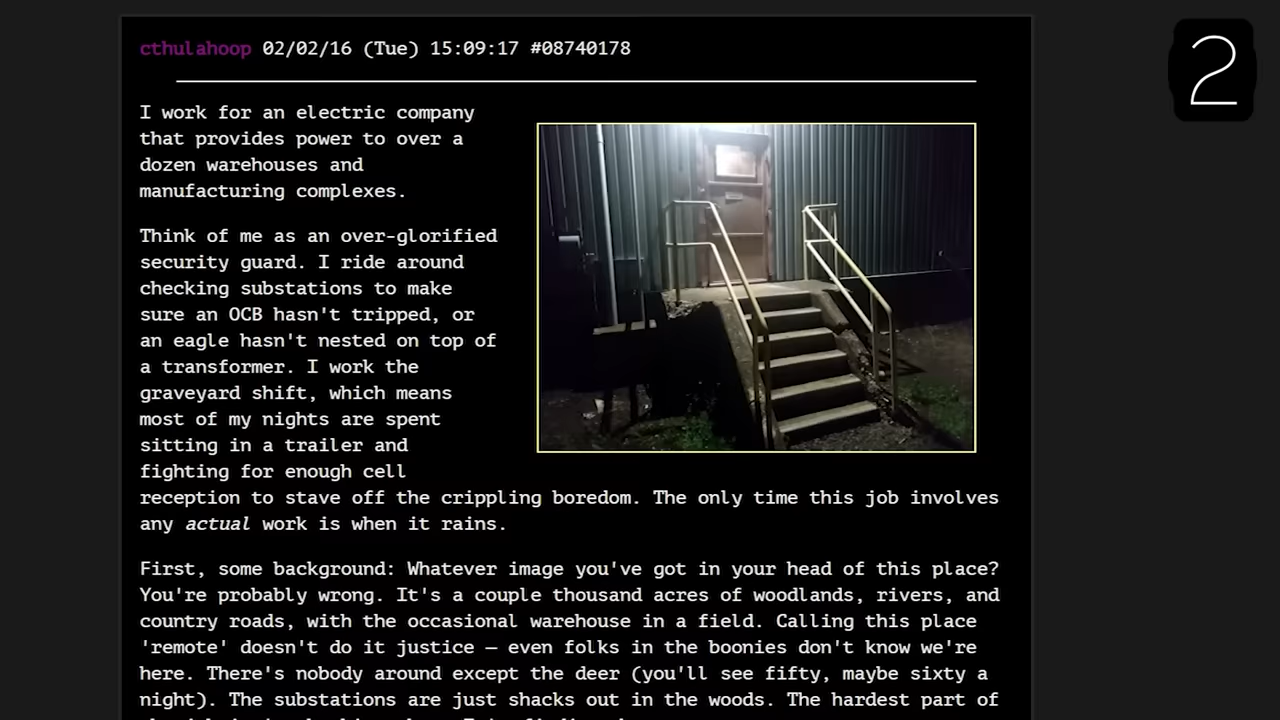 cthulahoop 02/02/16 (Tue) 15:09:17 #08740178
2
I work for an electric company
that provides power to over a
dozen warehouses and
manufacturing complexes.
Think of me as an over-glorified
security guard. I ride around
checking substations to make
sure an OCB hasn't tripped, or
an eagle hasn't nested on top of
a transformer. I work the
graveyard shift, which means
most of my nights are spent
sitting in a trailer and
fighting for enough cell
reception to stave off the crippling boredom. The only time this job involves
any actual work is when it rains.
First, some background: Whatever image you've got in your head of this place?
You're probably wrong. It's a couple thousand acres of woodlands, rivers, and
country roads, with the occasional warehouse in a field. Calling this place
'remote' doesn't do it justice — even folks in the boonies don't know we're
here. There's nobody around except the deer (you'll see fifty, maybe sixty a
night). The substations are just shacks out in the woods. The hardest part of